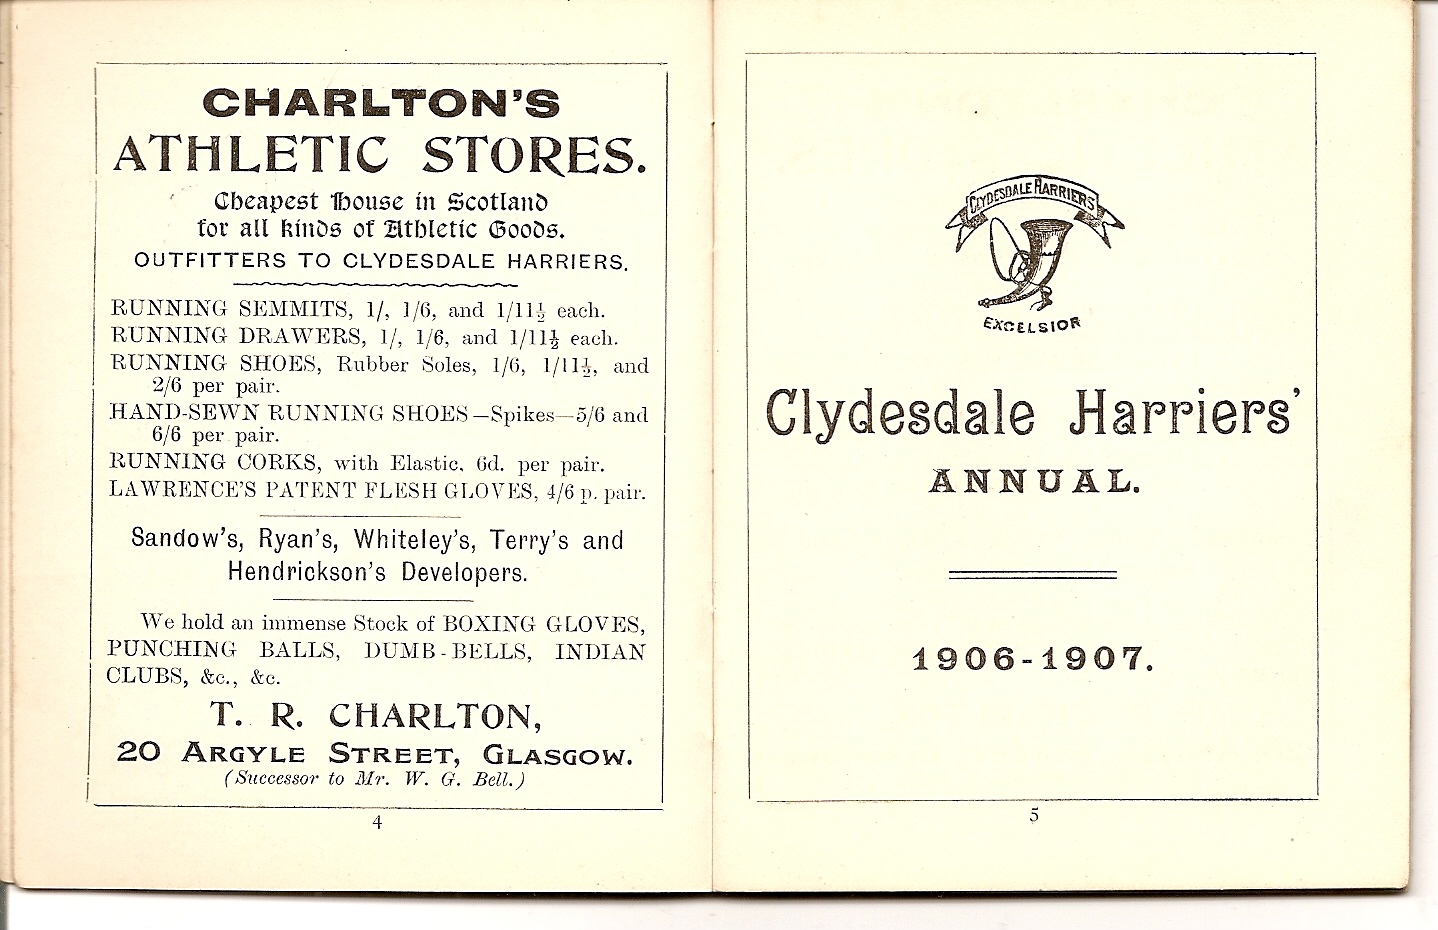 CHARLTON'S
ATHLETIC STORES.
Cheapest House in Scotland
for all kinds of Athletic Goods.
OUTFITTERS TO CLYDESDALE HARRIERS.
RUNNING SEMMITS, 1/, 1/6, and 1/11½ each.
RUNNING DRAWERS, 1/, 1/6, and 1/11½ each.
RUNNING SHOES, Rubber Soles, 1/6, 1/11½, and
2/6 per pair.
HAND-SEWN RUNNING SHOES—Spikes—5/6 and
6/6 per pair.
RUNNING CORKS, with Elastic, 6d. per pair.
LAWRENCE'S PATENT FLESH GLOVES, 4/6 p. pair.
Sandow's, Ryan's, Whiteley's, Terry's and
Hendrickson's Developers.
We hold an immense Stock of BOXING GLOVES,
PUNCHING BALLS, DUMB-BELLS, INDIAN
CLUBS, &c., &c.
T. R. CHARLTON,
20 ARGYLE STREET, GLASGOW.
(Successor to Mr. W. G. Bell.)
4
CLYDESDALE HARRIERS
EXCELSIOR
Clydesdale Harriers'
ANNUAL.
1906-1907.
5